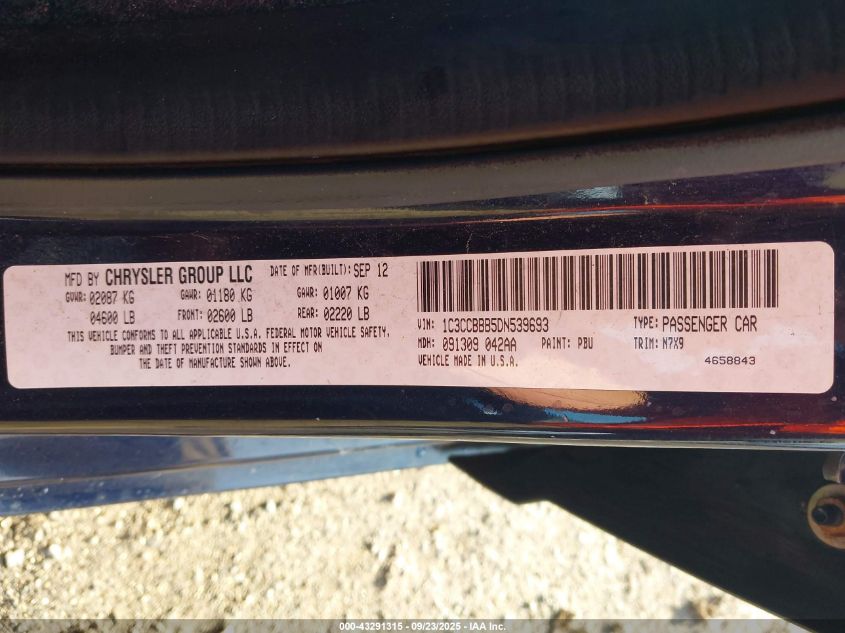 MFD BY CHRYSLER GROUP LLC DATE OF MFR(BUILT): SEP 12
GVWR: 02087 KG GAWR: 01180 KG GAWR: 01007 KG
04600 LB FRONT: 02600 LB REAR: 02220 LB
THIS VEHICLE CONFORMS TO ALL APPLICABLE U.S.A. FEDERAL MOTOR VEHICLE SAFETY,
BUMPER AND THEFT PREVENTION STANDARDS IN EFFECT ON
THE DATE OF MANUFACTURE SHOWN ABOVE.
VIN: 1C3CCBBB5DN539693 TYPE: PASSENGER CAR
MDH: 091309 042AA PAINT: PBU TRIM: N7X9
VEHICLE MADE IN U.S.A. 4658843
000-43291315 - 09/23/2025 - IAA Inc.